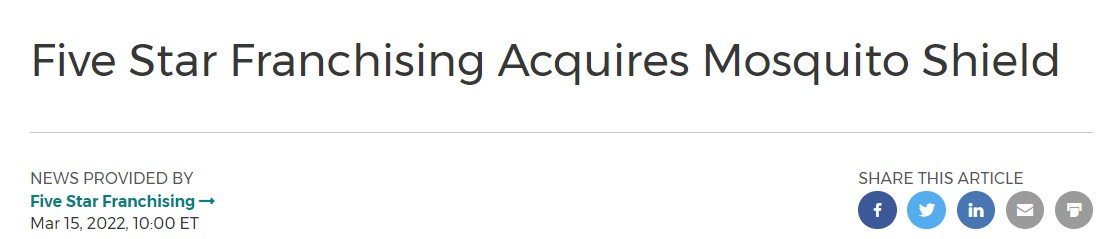 Five Star Franchising Acquires Mosquito Shield
NEWS PROVIDED BY
Five Star Franchising →
Mar 15, 2022, 10:00 ET
SHARE THIS ARTICLE